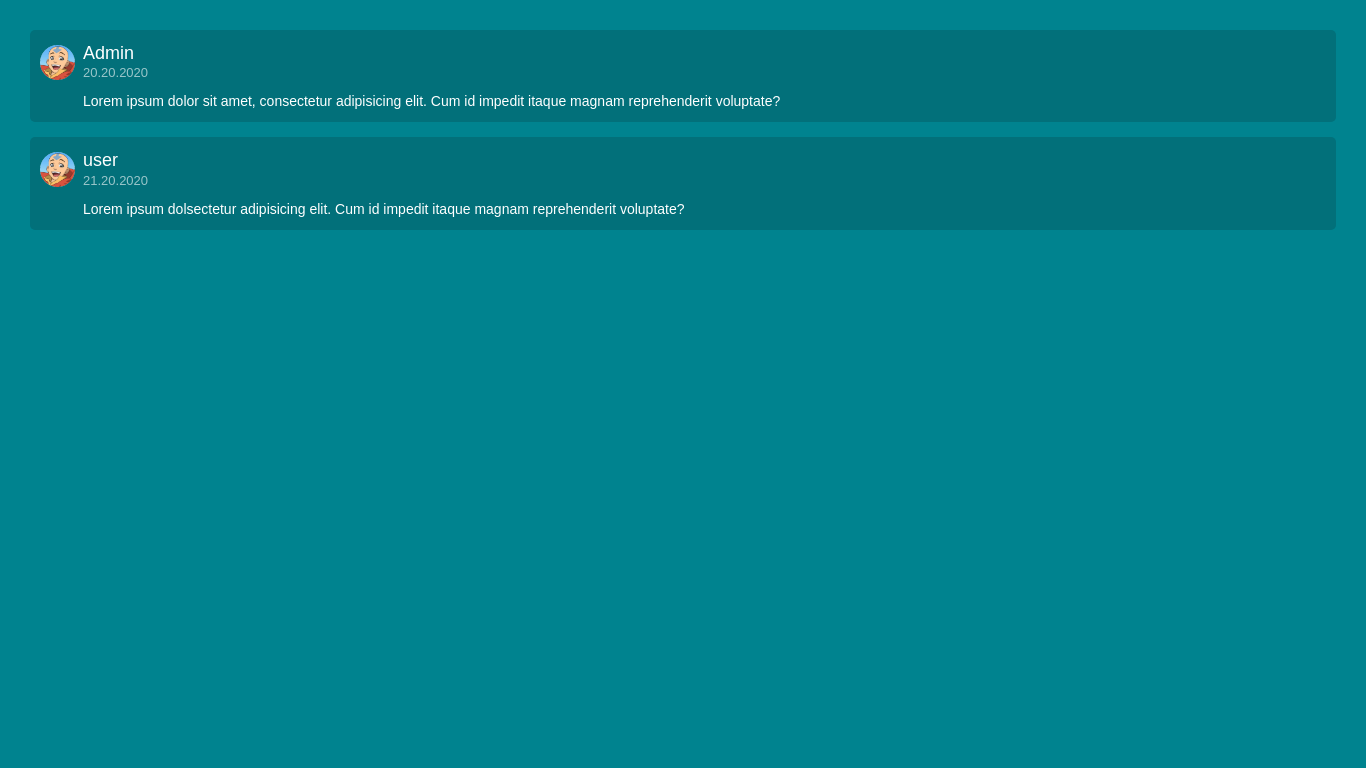 Admin
20.20.2020
Lorem ipsum dolor sit amet, consectetur adipisicing elit. Cum id impedit itaque magnam reprehenderit voluptate?
user
21.20.2020
Lorem ipsum dolsectetur adipisicing elit. Cum id impedit itaque magnam reprehenderit voluptate?